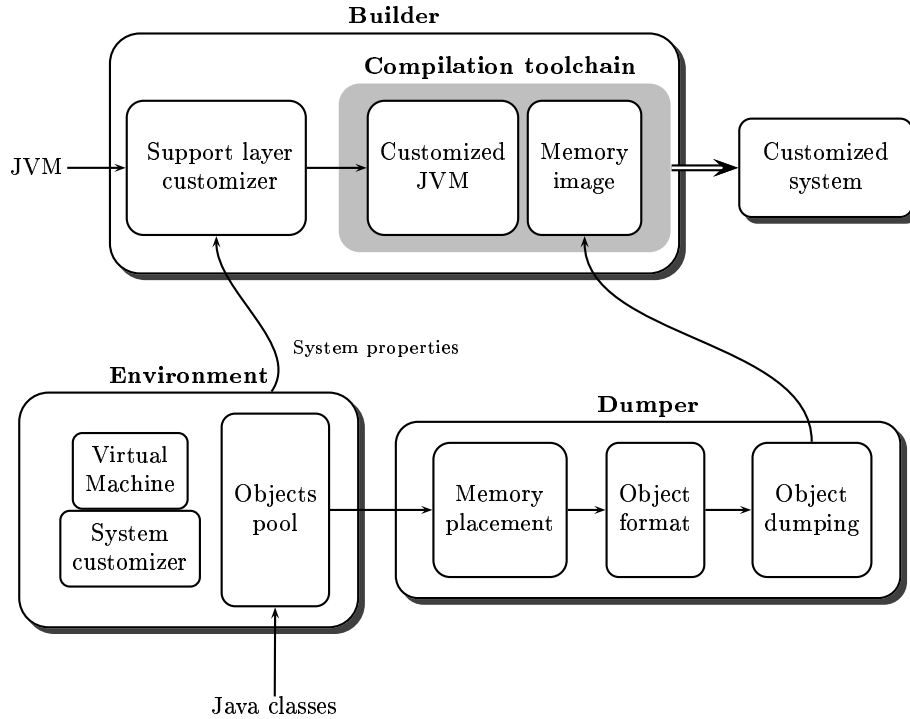 Builder
Compilation toolchain
JVM
Support layer
customizer
Customized
JVM
Memory
image
Customized
system
System properties
Environment
Virtual
Machine
System
customizer
Objects
pool
Dumper
Memory
placement
Object
format
Object
dumping
Java classes